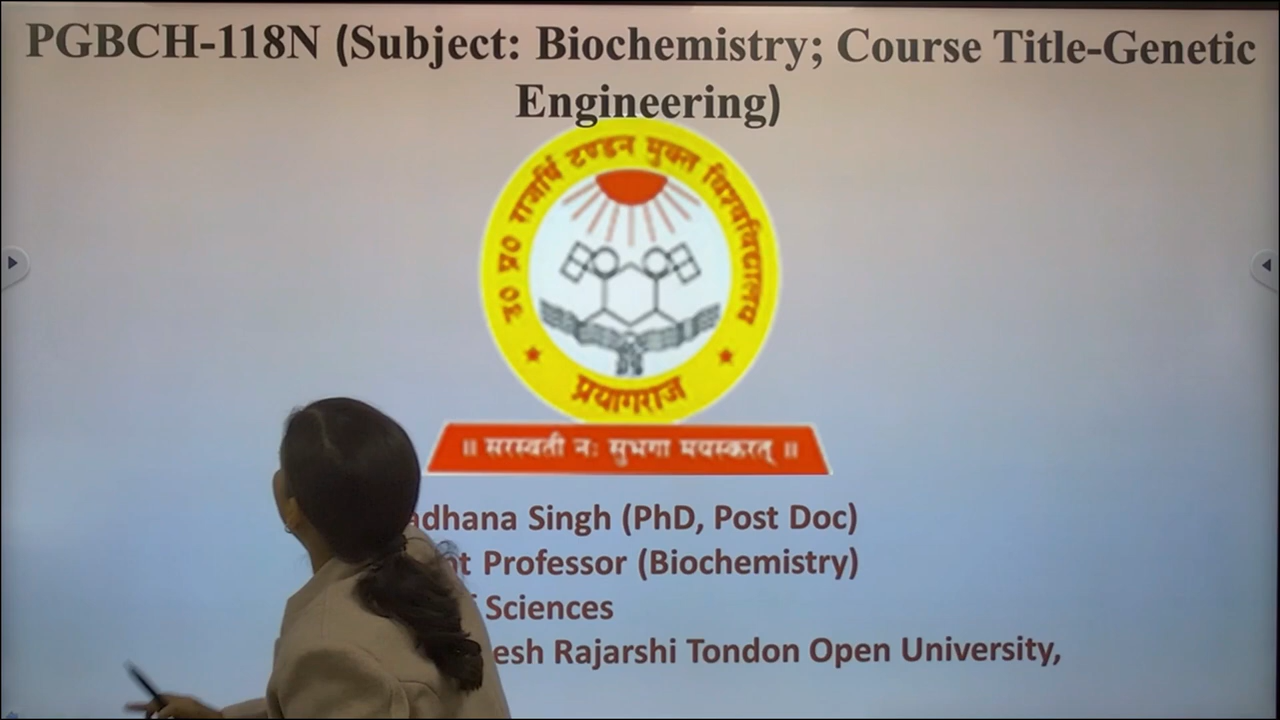 PGBCH-118N (Subject: Biochemistry; Course Title-Genetic
Engineering)
उ० प्र० राजर्षि टण्डन मुक्त विश्वविद्यालय
प्रयागराज
॥ सरस्वती नः सुभगा मयस्करत् ॥
adhana Singh (PhD, Post Doc)
t Professor (Biochemistry)
Sciences
esh Rajarshi Tondon Open University,